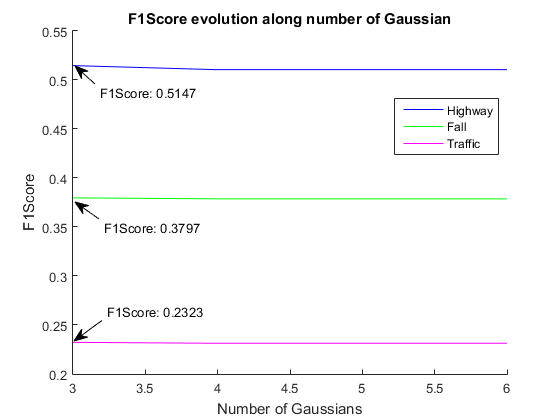 F1Score evolution along number of Gaussian
0.55
0.5
0.45
0.4
0.35
0.3
0.25
0.2
F1Score
F1Score: 0.5147
Highway
Fall
Traffic
F1Score: 0.3797
F1Score: 0.2323
3
3.5
4
4.5
5
5.5
6
Number of Gaussians